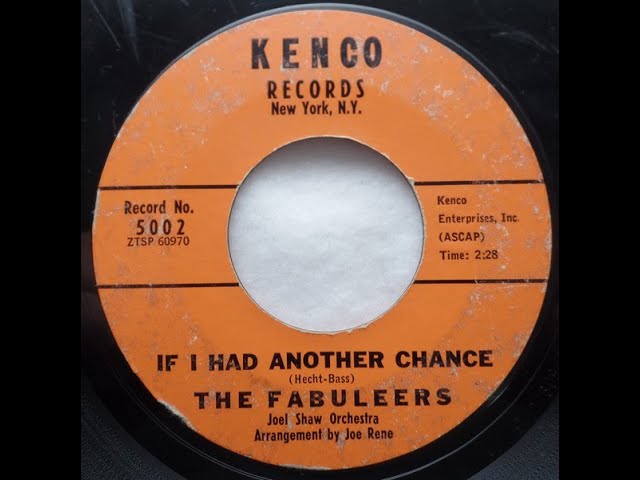 KENCO
RECORDS
New York, N.Y.
Record No.
5002
ZTSP 60970
Kenco
Enterprises, Inc.
(ASCAP)
Time: 2:28
IF I HAD ANOTHER CHANCE
(Hecht-Bass)
THE FABULEERS
Joel Shaw Orchestra
Arrangement by Joe Rene